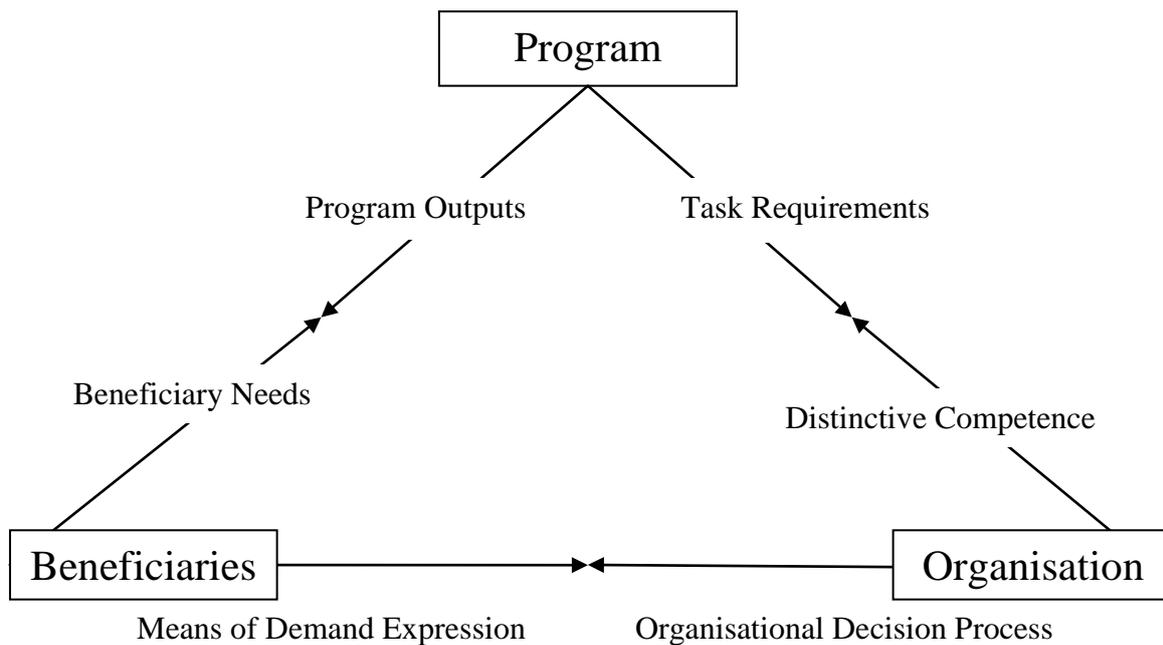 Program
Program Outputs
Task Requirements
Beneficiary Needs
Distinctive Competence
Beneficiaries
Organisation
Means of Demand Expression
Organisational Decision Process